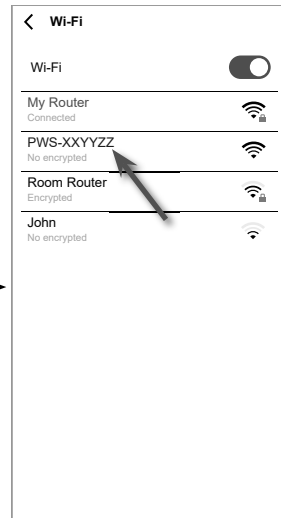 Wi-Fi
Wi-Fi
My Router
Connected
PWS-XXYYZZ
No encrypted
Room Router
Encrypted
John
No encrypted